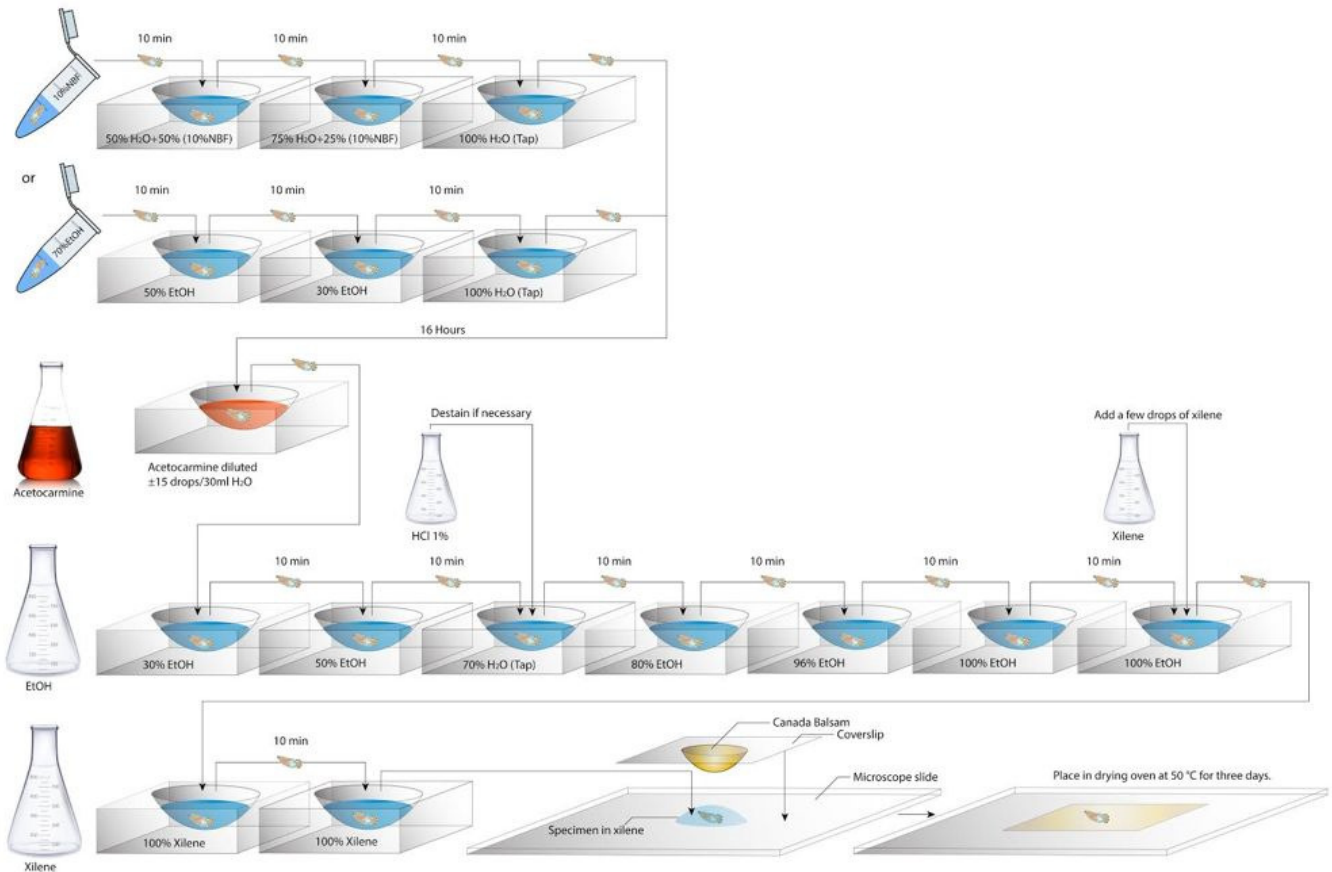 10 min
10 min
10 min
10%NBF
50% H₂O+50% (10%NBF)
75% H₂O+25% (10%NBF)
100% H₂O (Tap)
or
10 min
10 min
10 min
70%EtOH
50% EtOH
30% EtOH
100% H₂O (Tap)
16 Hours
Acetocarmine
Acetocarmine diluted
±15 drops/30ml H₂O
Destain if necessary
HCl 1%
Add a few drops of xilene
Xilene
EtOH
10 min
10 min
10 min
10 min
10 min
10 min
30% EtOH
50% EtOH
70% H₂O (Tap)
80% EtOH
96% EtOH
100% EtOH
100% EtOH
Xilene
10 min
100% Xilene
100% Xilene
Canada Balsam
Coverslip
Microscope slide
Specimen in xilene
Place in drying oven at 50 °C for three days.